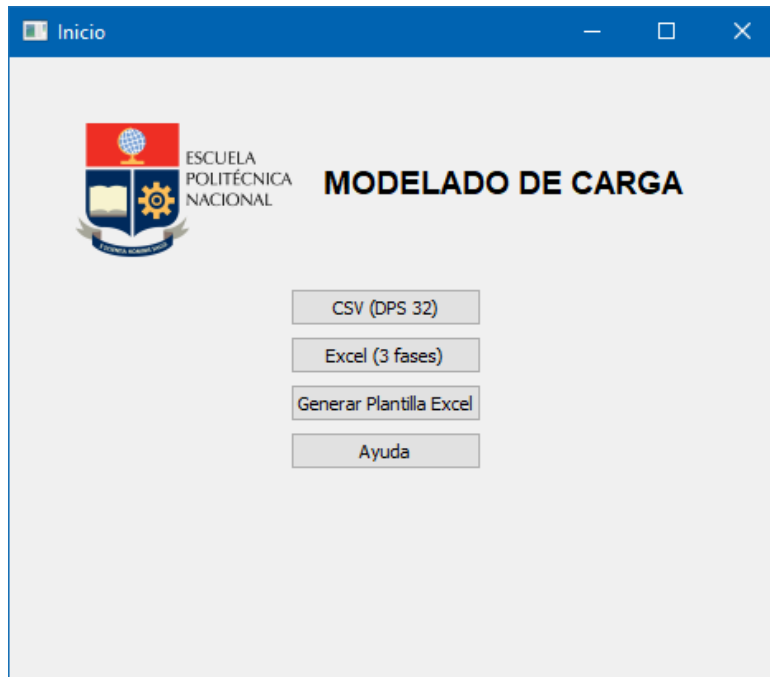 Inicio
ESCUELA
POLITÉCNICA
NACIONAL
MODELADO DE CARGA
CSV (DPS 32)
Excel (3 fases)
Generar Plantilla Excel
Ayuda